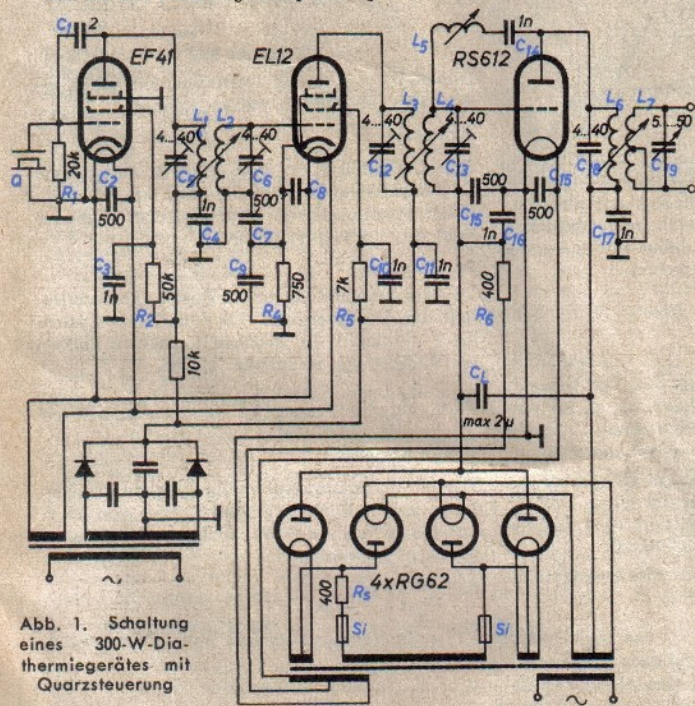 EF41
EL12
RS612
C1
2
L5
1n
C14
L1
L2
L3
L4
L6
L7
4...40
4...40
4...40
4...40
4...40
5...50
Q
20k
R1
C2
500
C5
C6
500
C8
C12
C13
500
C15
C15
500
C18
C19
C3
1n
50k
R2
1n
C4
C7
C9
500
750
R4
7k
R5
C10
1n
C11
1n
1n
C16
400
R6
C17
1n
10k
CL
max 2µ
4xRG62
400
Rs
Si
Si
~
~
Abb. 1. Schaltung
eines 300-W-Dia-
thermiegerätes mit
Quarzsteuerung